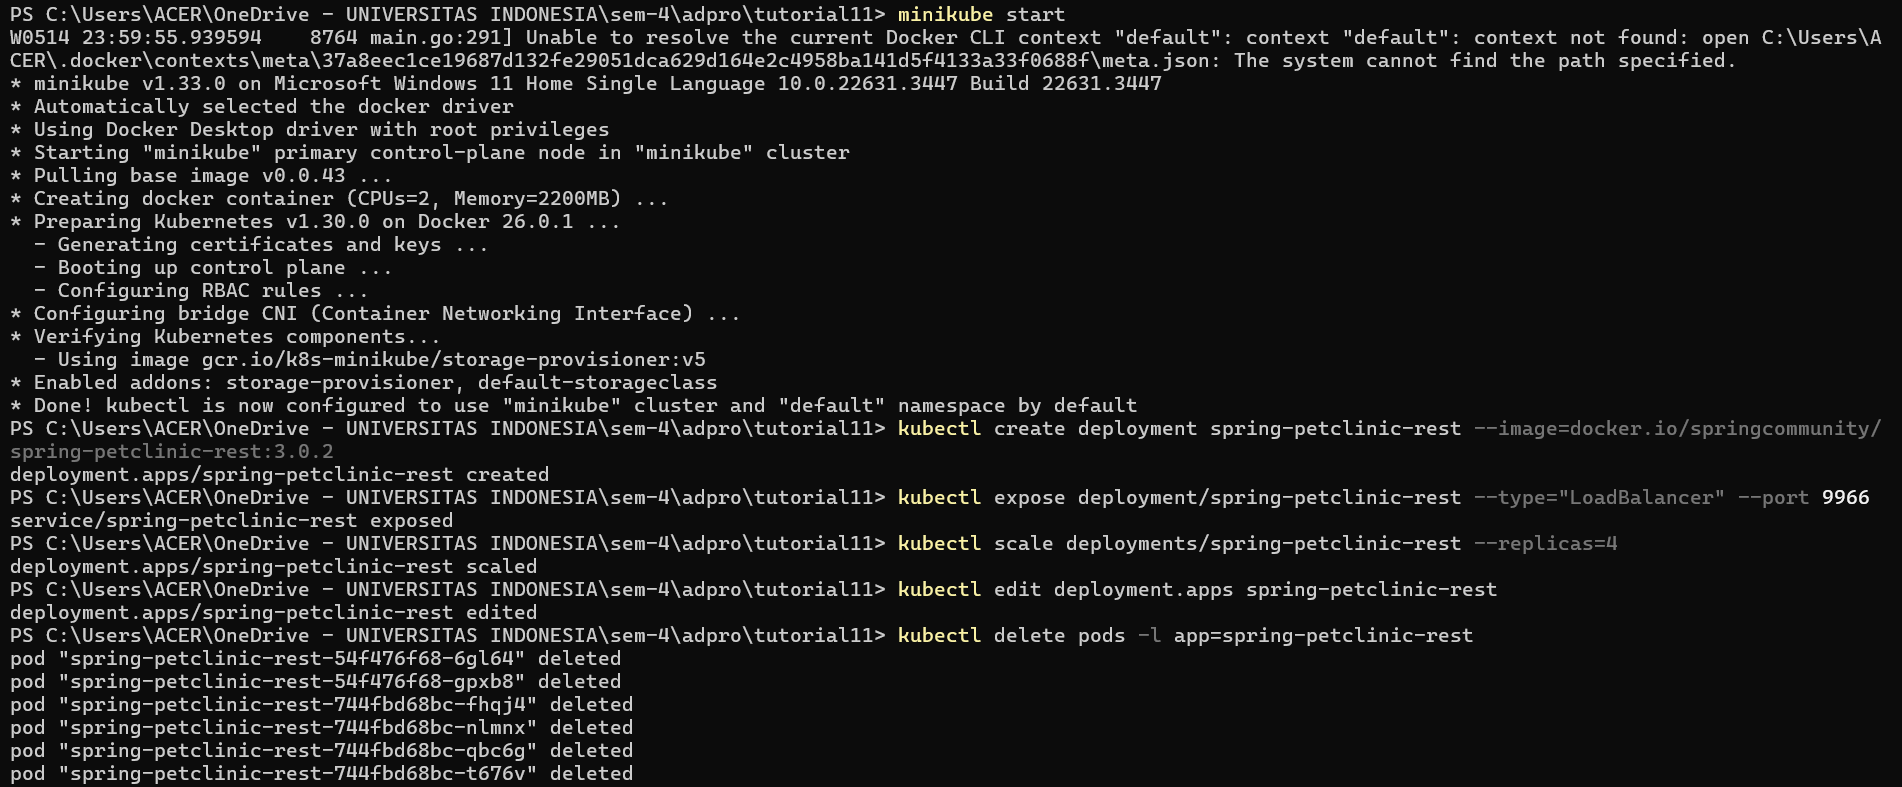 PS C:\Users\ACER\OneDrive - UNIVERSITAS INDONESIA\sem-4\adpro\tutorial11> minikube start
W0514 23:59:55.939594    8764 main.go:291] Unable to resolve the current Docker CLI context "default": context "default": context not found: open C:\Users\A
CER\.docker\contexts\meta\37a8eec1ce19687d132fe29051dca629d164e2c4958ba141d5f4133a33f0688f\meta.json: The system cannot find the path specified.
* minikube v1.33.0 on Microsoft Windows 11 Home Single Language 10.0.22631.3447 Build 22631.3447
* Automatically selected the docker driver
* Using Docker Desktop driver with root privileges
* Starting "minikube" primary control-plane node in "minikube" cluster
* Pulling base image v0.0.43 ...
* Creating docker container (CPUs=2, Memory=2200MB) ...
* Preparing Kubernetes v1.30.0 on Docker 26.0.1 ...
  - Generating certificates and keys ...
  - Booting up control plane ...
  - Configuring RBAC rules ...
* Configuring bridge CNI (Container Networking Interface) ...
* Verifying Kubernetes components...
  - Using image gcr.io/k8s-minikube/storage-provisioner:v5
* Enabled addons: storage-provisioner, default-storageclass
* Done! kubectl is now configured to use "minikube" cluster and "default" namespace by default
PS C:\Users\ACER\OneDrive - UNIVERSITAS INDONESIA\sem-4\adpro\tutorial11> kubectl create deployment spring-petclinic-rest --image=docker.io/springcommunity/
spring-petclinic-rest:3.0.2
deployment.apps/spring-petclinic-rest created
PS C:\Users\ACER\OneDrive - UNIVERSITAS INDONESIA\sem-4\adpro\tutorial11> kubectl expose deployment/spring-petclinic-rest --type="LoadBalancer" --port 9966
service/spring-petclinic-rest exposed
PS C:\Users\ACER\OneDrive - UNIVERSITAS INDONESIA\sem-4\adpro\tutorial11> kubectl scale deployments/spring-petclinic-rest --replicas=4
deployment.apps/spring-petclinic-rest scaled
PS C:\Users\ACER\OneDrive - UNIVERSITAS INDONESIA\sem-4\adpro\tutorial11> kubectl edit deployment.apps spring-petclinic-rest
deployment.apps/spring-petclinic-rest edited
PS C:\Users\ACER\OneDrive - UNIVERSITAS INDONESIA\sem-4\adpro\tutorial11> kubectl delete pods -l app=spring-petclinic-rest
pod "spring-petclinic-rest-54f476f68-6gl64" deleted
pod "spring-petclinic-rest-54f476f68-gpxb8" deleted
pod "spring-petclinic-rest-744fbd68bc-fhqj4" deleted
pod "spring-petclinic-rest-744fbd68bc-nlmnx" deleted
pod "spring-petclinic-rest-744fbd68bc-qbc6g" deleted
pod "spring-petclinic-rest-744fbd68bc-t676v" deleted